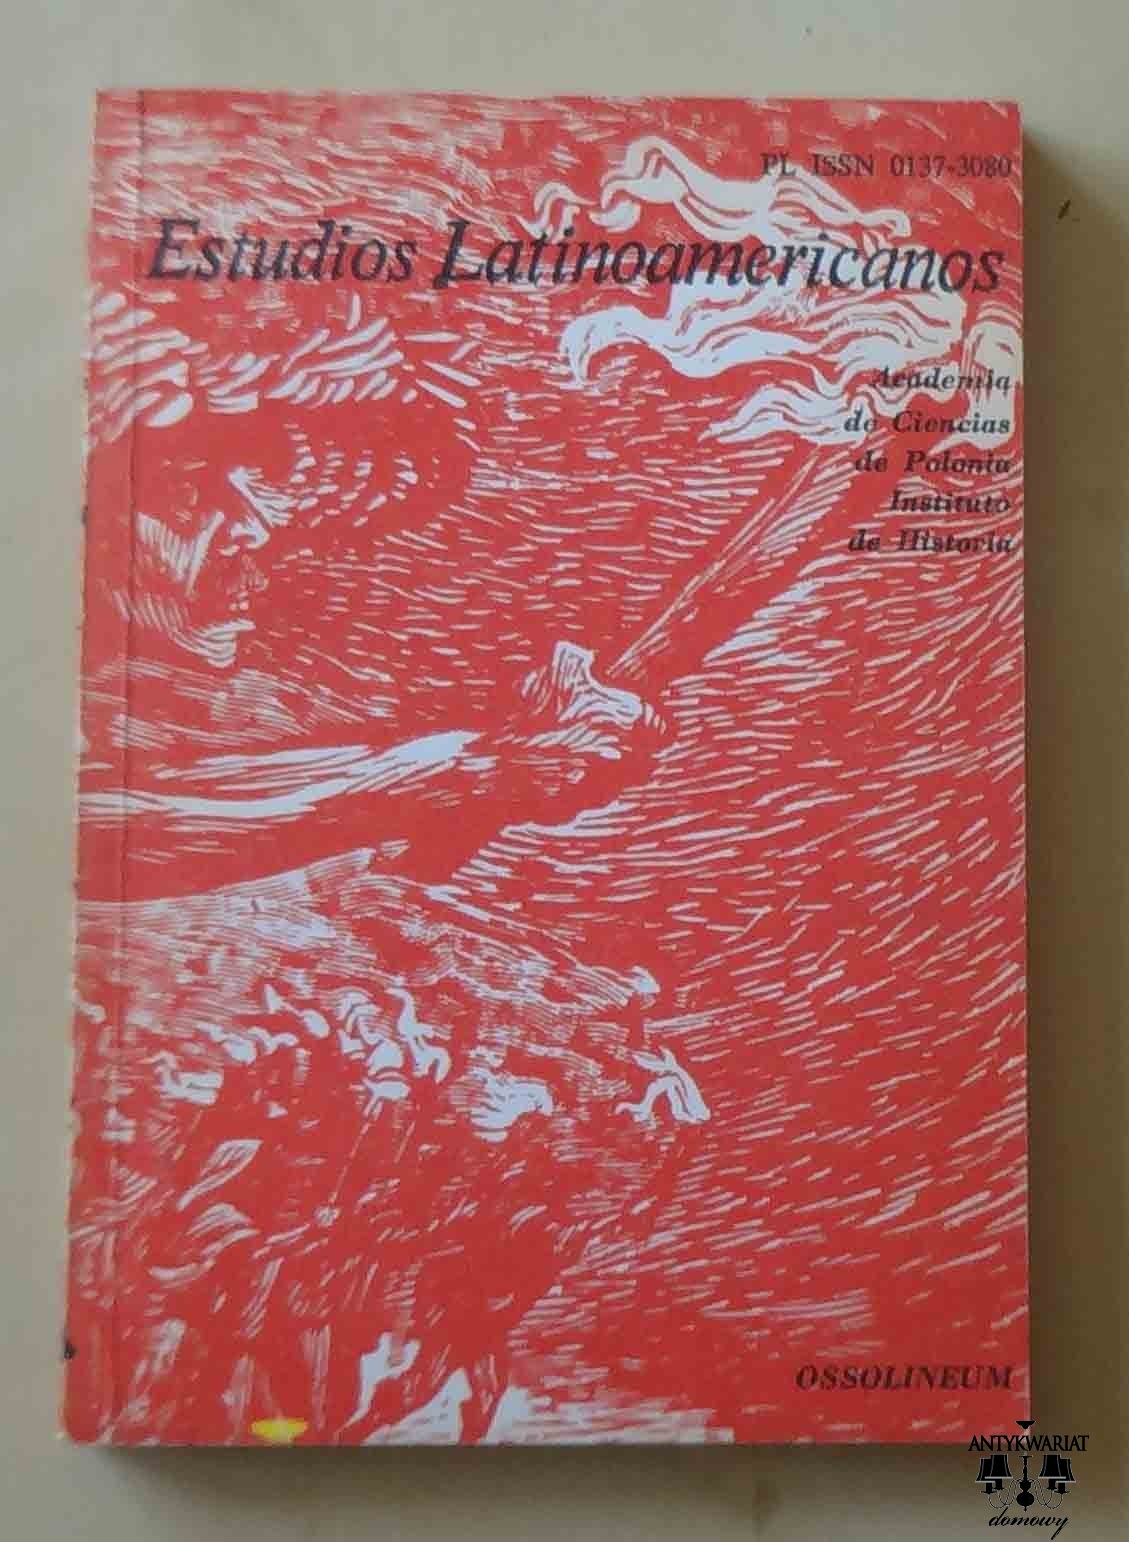 PL ISSN 0137-3080
Estudios Latinoamericanos
Academia
de Ciencias
de Polonia
Instituto
de Historia
OSSOLINEUM
ANTYKWARIAT
domowy